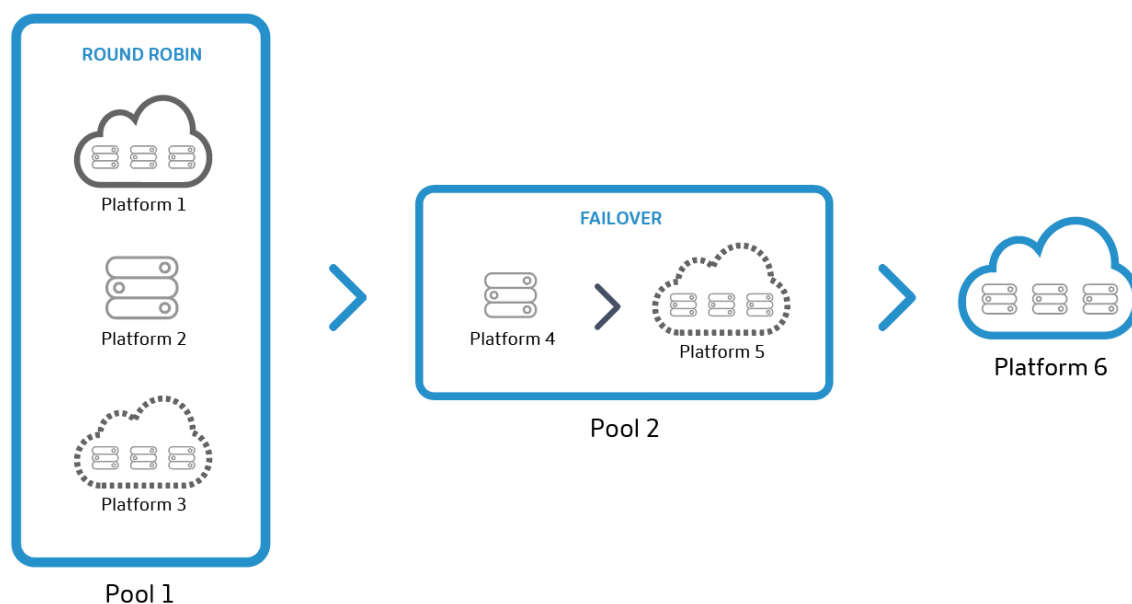 ROUND ROBIN
Platform 1
Platform 2
Platform 3
Pool 1
FAILOVER
Platform 4
Platform 5
Pool 2
Platform 6